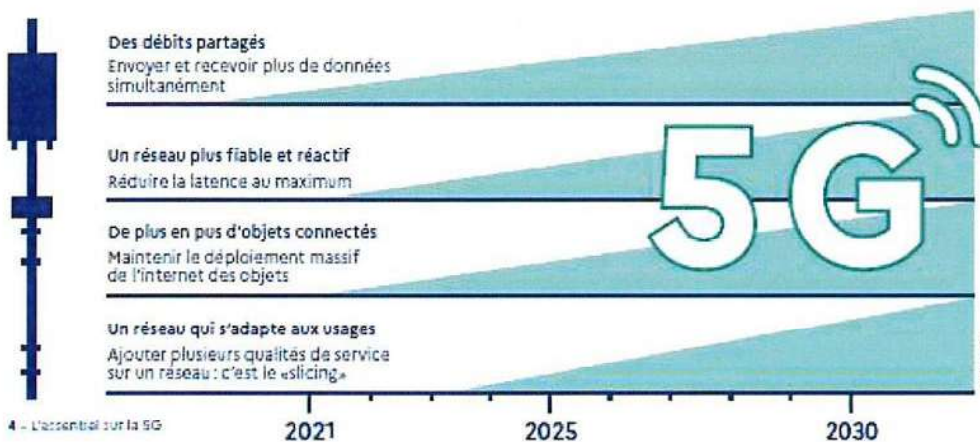 Des débits partagés
Envoyer et recevoir plus de données
simultanément
Un réseau plus fiable et réactif
Réduire la latence au maximum
De plus en pus d'objets connectés
Maintenir le déploiement massif
de l'internet des objets
Un réseau qui s'adapte aux usages
Ajouter plusieurs qualités de service
sur un réseau : c'est le «slicing»
5G
4 - L'essentiel sur la 5G
2021 2025 2030